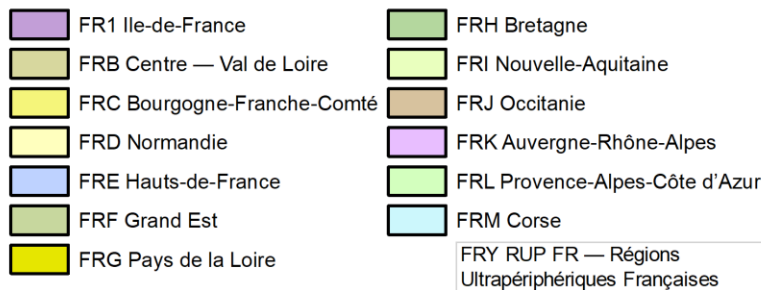 FR1 Ile-de-France
FRB Centre — Val de Loire
FRC Bourgogne-Franche-Comté
FRD Normandie
FRE Hauts-de-France
FRF Grand Est
FRG Pays de la Loire
FRH Bretagne
FRI Nouvelle-Aquitaine
FRJ Occitanie
FRK Auvergne-Rhône-Alpes
FRL Provence-Alpes-Côte d’Azur
FRM Corse
FRY RUP FR — Régions
Ultrapériphériques Françaises